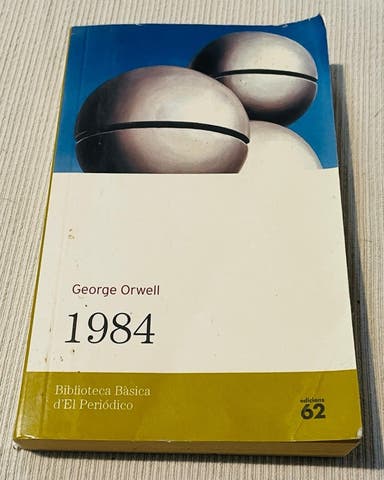 George Orwell
1984
Biblioteca Bàsica
d'El Periódico
edicions
62